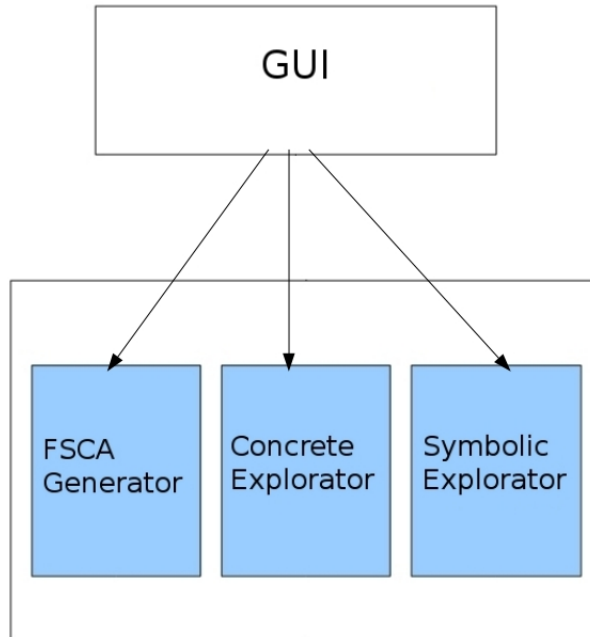 GUI
FSCA
Generator
Concrete
Explorator
Symbolic
Explorator